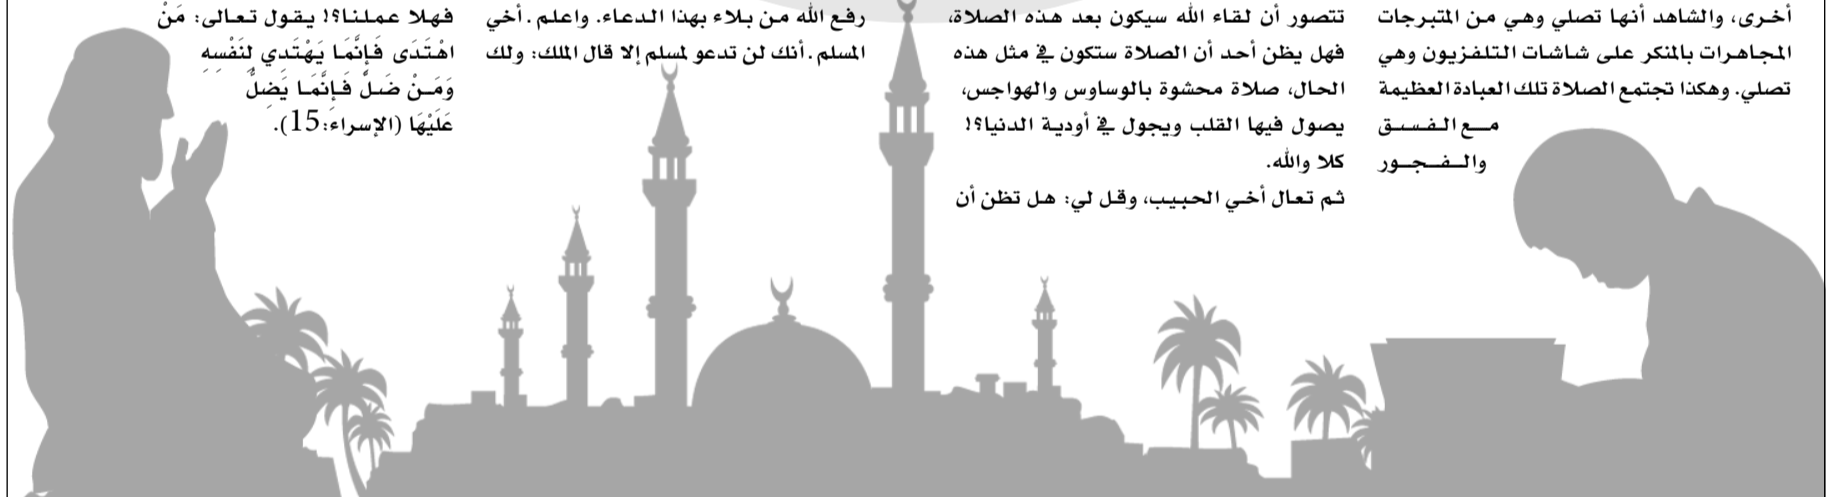 أخرى، والشاهد أنها تصلي وهي من المتبرجات
المجاهرات بالمنكر على شاشات التلفزيون وهي
تصلي. وهكذا تجتمع الصلاة تلك العبادة العظيمة
مع الفسق
والفجور
تتصور أن لقاء الله سيكون بعد هذه الصلاة،
فهل يظن أحد أن الصلاة ستكون في مثل هذه
الحال، صلاة محشوة بالوساوس والهواجس،
يصول فيها القلب ويجول في أودية الدنيا؟!
كلا والله.
ثم تعال أخي الحبيب، وقل لي: هل تظن أن
رفع الله من بلاء بهذا الدعاء. واعلم . أخي
المسلم . أنك لن تدعو لمسلم إلا قال الملك: ولك
فهلا عملنا؟! يقول تعالى: مَنْ
اهْتَدَى فَإِنَّمَا يَهْتَدِي لِنَفْسِهِ
وَمَنْ ضَلَّ فَإِنَّمَا يَضِلُّ
عَلَيْهَا (الإسراء:15).